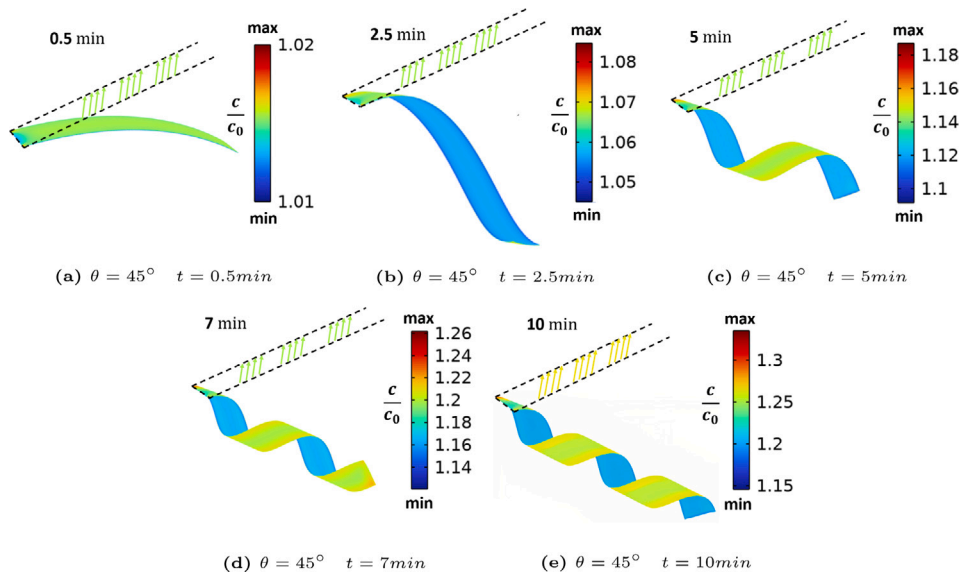 0.5 min
max
1.02
c
c0
1.01
min
2.5 min
max
1.08
1.07
c
c0
1.06
1.05
min
5 min
max
1.18
1.16
c
c0
1.14
1.12
1.1
min
(a) θ = 45° t = 0.5min
(b) θ = 45° t = 2.5min
(c) θ = 45° t = 5min
7 min
max
1.26
1.24
1.22
c
c0
1.2
1.18
1.16
1.14
min
10 min
max
1.3
c
c0
1.25
1.2
1.15
min
(d) θ = 45° t = 7min
(e) θ = 45° t = 10min